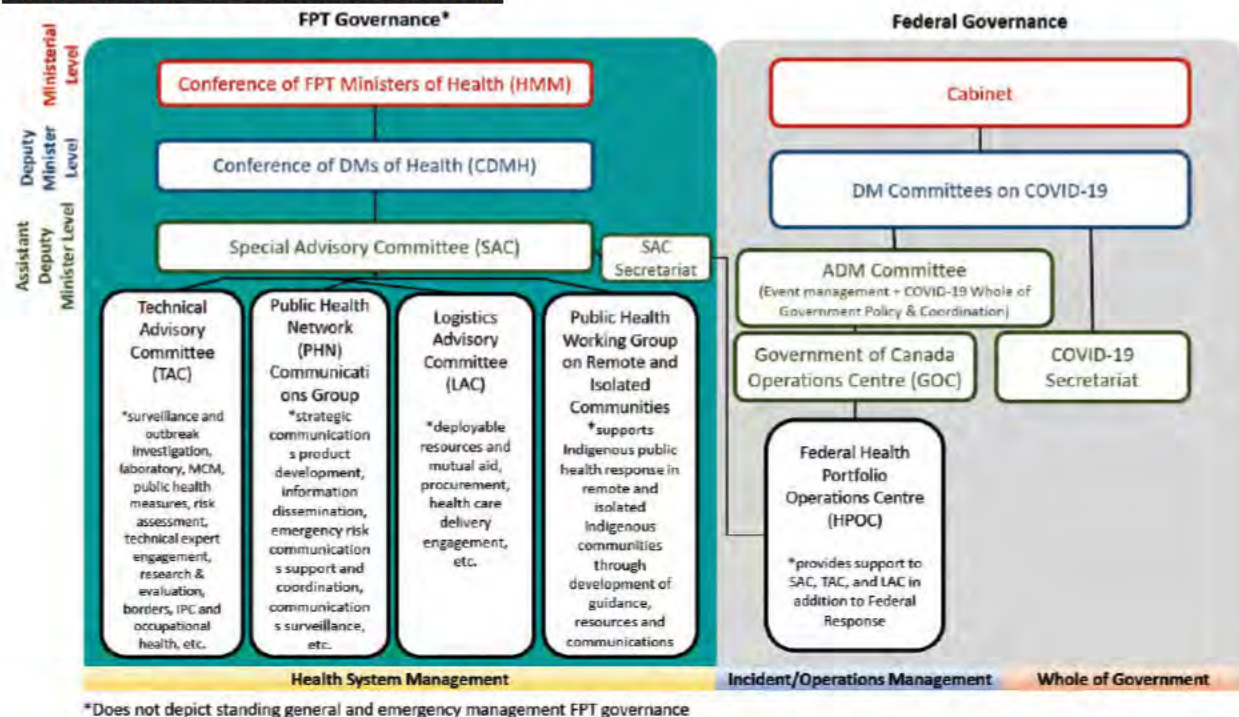 FPT Governance*
Federal Governance
Ministerial
Level
Deputy
Minister
Level
Assistant
Deputy
Minister Level
Conference of FPT Ministers of Health (HMM)
Conference of DMs of Health (CDMH)
Special Advisory Committee (SAC)
SAC
Secretariat
Technical
Advisory
Committee
(TAC)
*surveillance and
outbreak
investigation,
laboratory, MCM,
public health
measures, risk
assessment,
technical expert
engagement,
research &
evaluation,
borders, IPC and
occupational
health, etc.
Public Health
Network
(PHN)
Communicati
ons Group
*strategic
communication
s product
development,
information
dissemination,
emergency risk
communication
s support and
coordination,
communication
s surveillance,
etc.
Logistics
Advisory
Committee
(LAC)
*deployable
resources and
mutual aid,
procurement,
health care
delivery
engagement,
etc.
Public Health
Working Group
on Remote and
Isolated
Communities
*supports
Indigenous public
health response in
remote and
isolated
Indigenous
communities
through
development of
guidance,
resources and
communications
Cabinet
DM Committees on COVID-19
ADM Committee
(Event management + COVID-19 Whole of
Government Policy & Coordination)
Government of Canada
Operations Centre (GOC)
COVID-19
Secretariat
Federal Health
Portfolio
Operations Centre
(HPOC)
*provides support to
SAC, TAC, and LAC in
addition to Federal
Response
Health System Management
Incident/Operations Management
Whole of Government
*Does not depict standing general and emergency management FPT governance